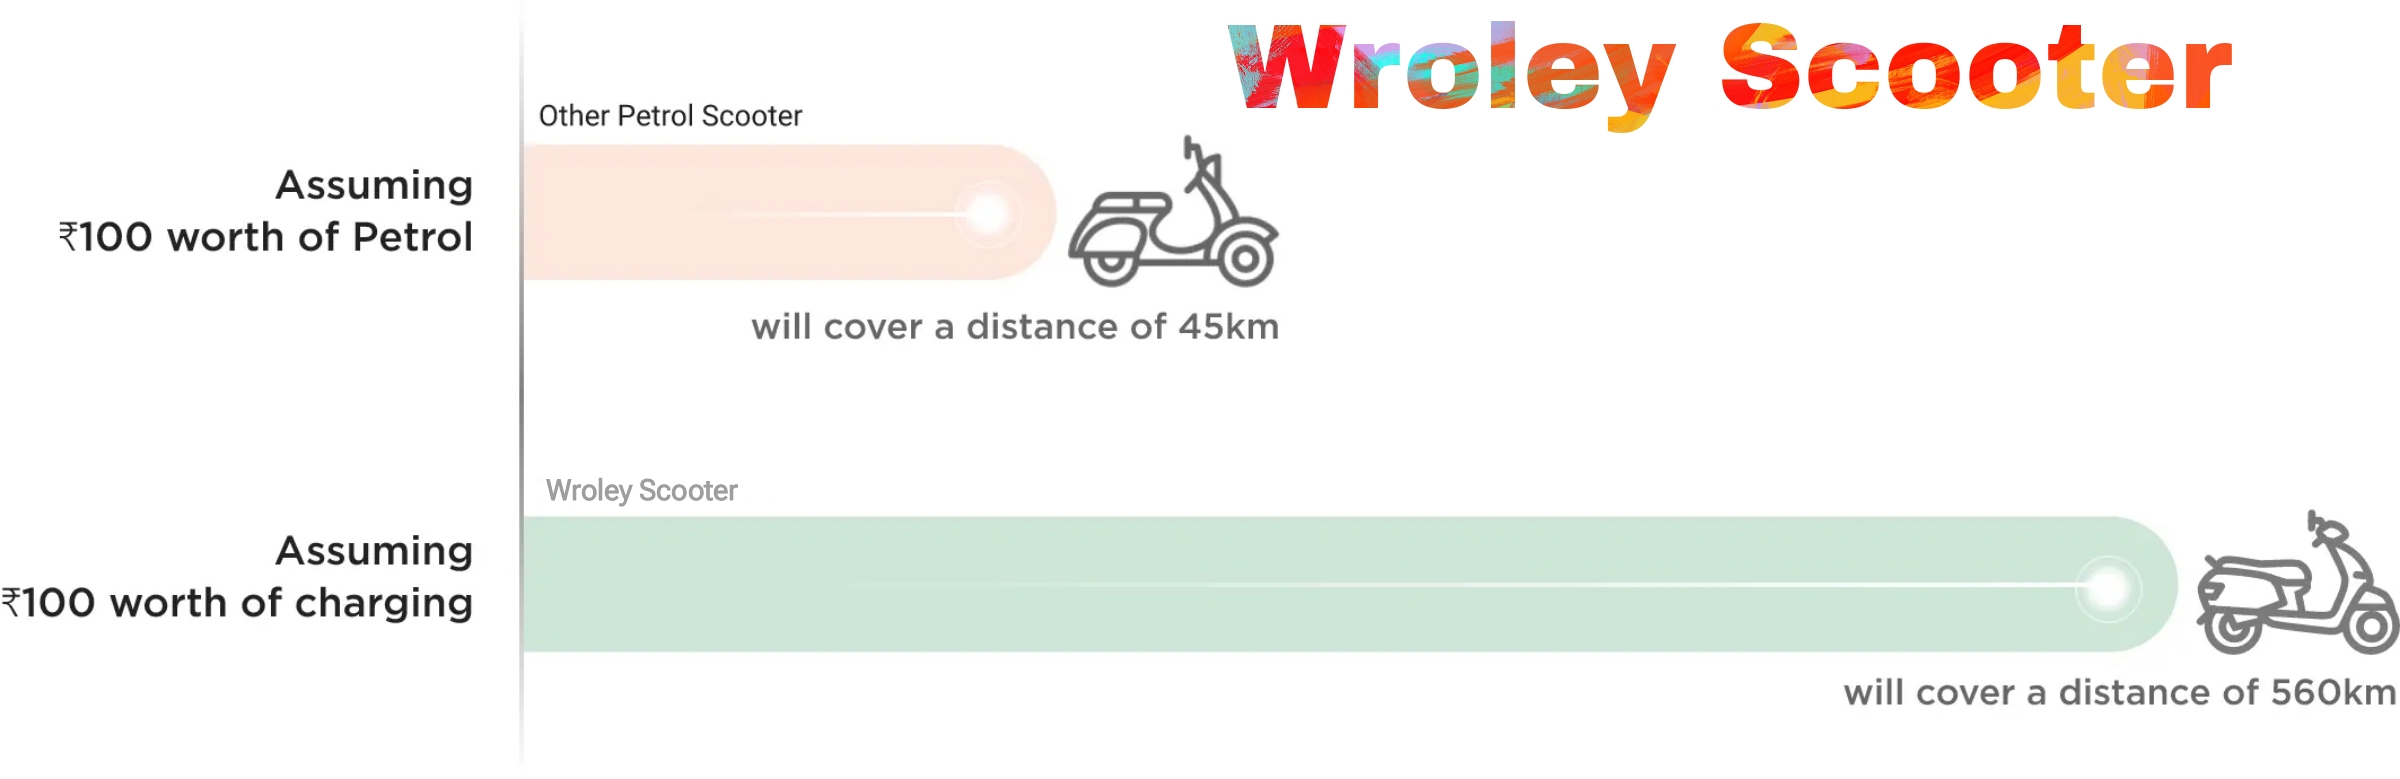 Wroley Scooter
Other Petrol Scooter
Assuming
₹100 worth of Petrol
will cover a distance of 45km
Wroley Scooter
Assuming
₹100 worth of charging
will cover a distance of 560km